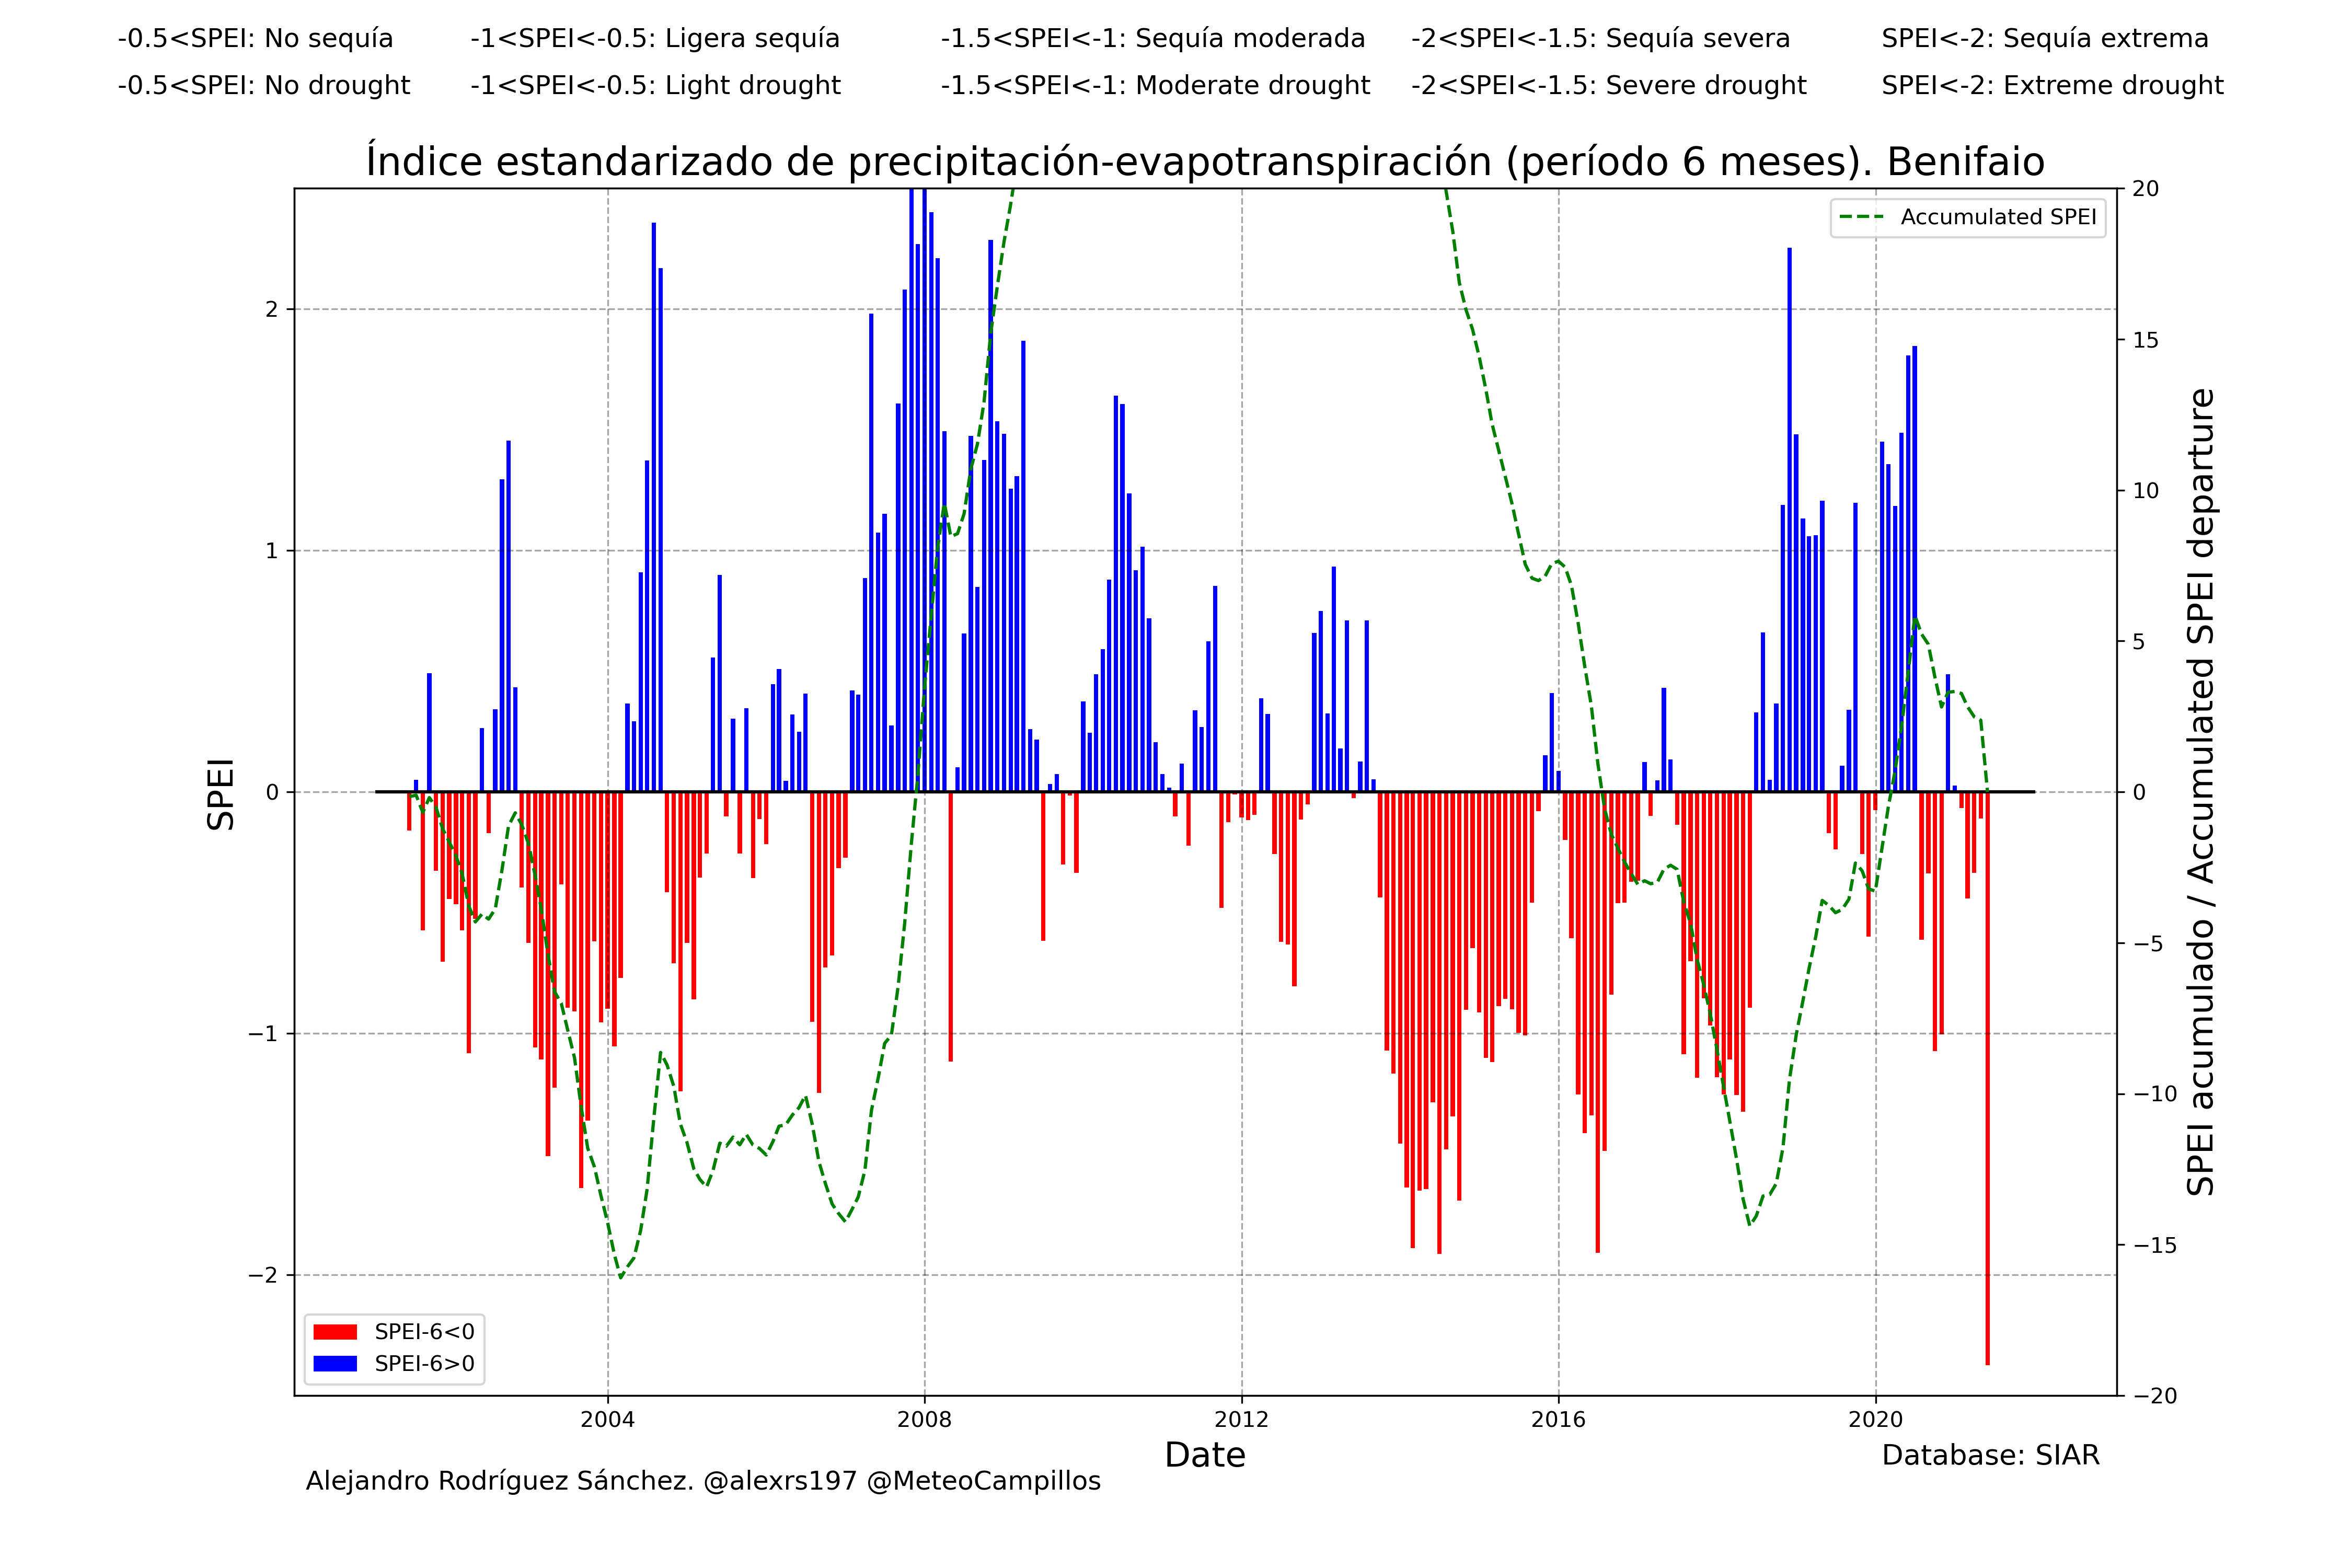 -0.5<SPEI: No sequía -1<SPEI<-0.5: Ligera sequía -1.5<SPEI<-1: Sequía moderada -2<SPEI<-1.5: Sequía severa SPEI<-2: Sequía extrema
-0.5<SPEI: No drought -1<SPEI<-0.5: Light drought -1.5<SPEI<-1: Moderate drought -2<SPEI<-1.5: Severe drought SPEI<-2: Extreme drought
Índice estandarizado de precipitación-evapotranspiración (período 6 meses). Benifaio
Accumulated SPEI
SPEI
2
1
0
−1
−2
20
15
10
5
0
−5
−10
−15
−20
SPEI acumulado / Accumulated SPEI departure
SPEI-6<0
SPEI-6>0
2004 2008 2012 2016 2020
Date
Database: SIAR
Alejandro Rodríguez Sánchez. @alexrs197 @MeteoCampillos